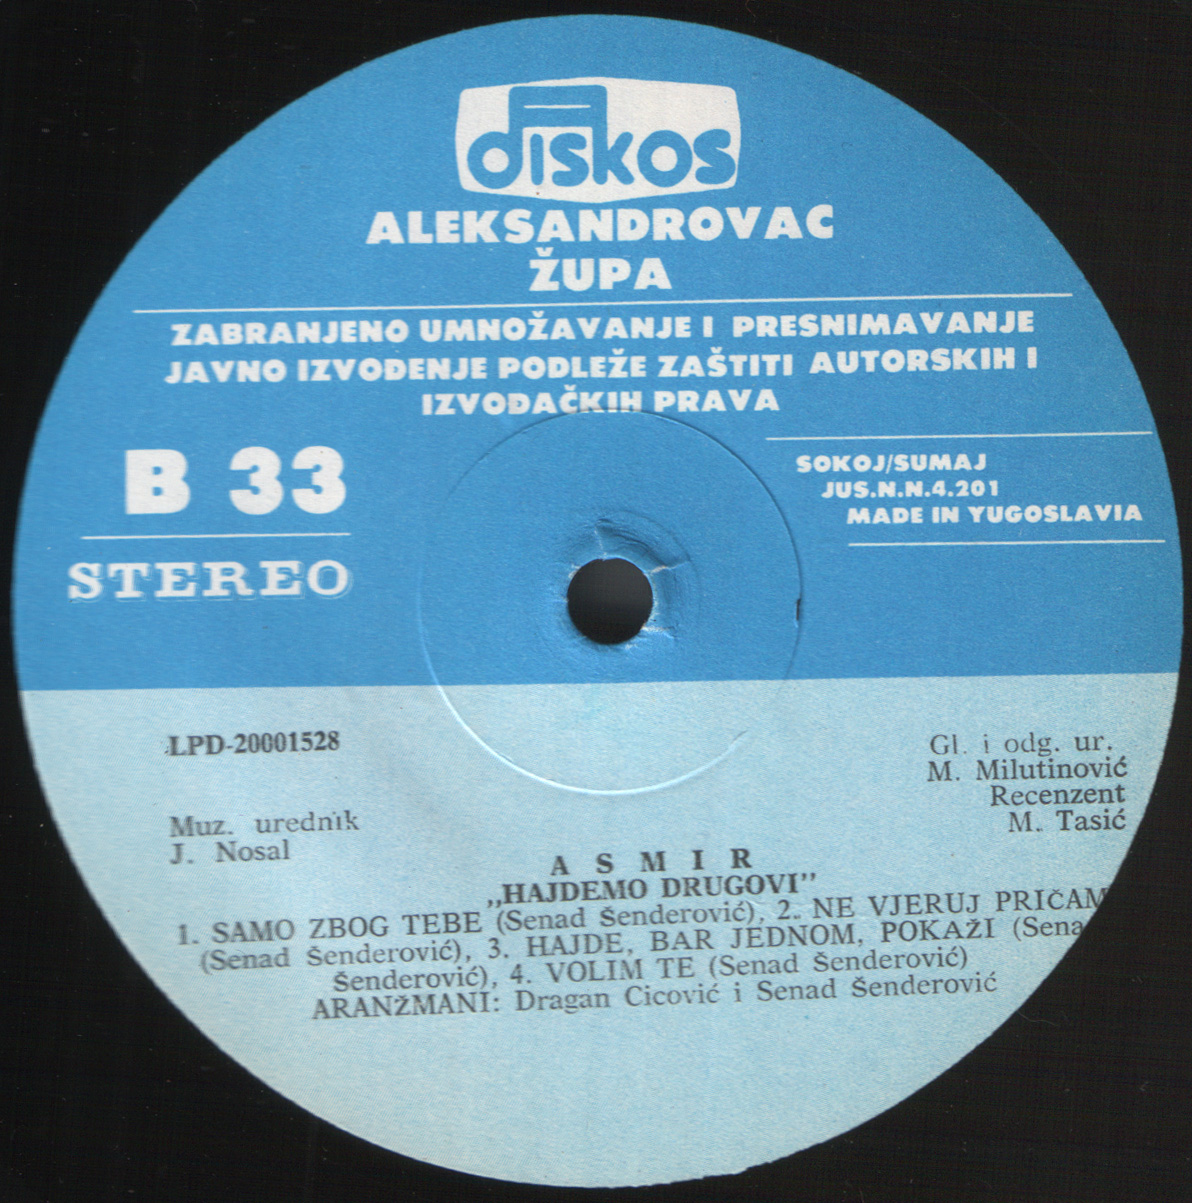 diskos
ALEKSANDROVAC
ŽUPA
ZABRANJENO UMNOŽAVANJE I PRESNIMAVANJE
JAVNO IZVOĐENJE PODLEŽE ZAŠTITI AUTORSKIH I
IZVOĐAČKIH PRAVA
B 33
STEREO
SOKOJ/SUMAJ
JUS.N.N.4.201
MADE IN YUGOSLAVIA
LPD-20001528
Gl. i odg. ur.
M. Milutinović
Recenzent
M. Tasić
Muz. urednik
J. Nosal
A S M I R
„HAJDEMO DRUGOVI”
1. SAMO ZBOG TEBE (Senad Šenderović), 2. NE VJERUJ PRIČAM
(Senad Šenderović), 3. HAJDE, BAR JEDNOM, POKAŽI (Sena
Šenderović), 4. VOLIM TE (Senad Šenderović)
ARANŽMANI: Dragan Cicović i Senad Šenderović